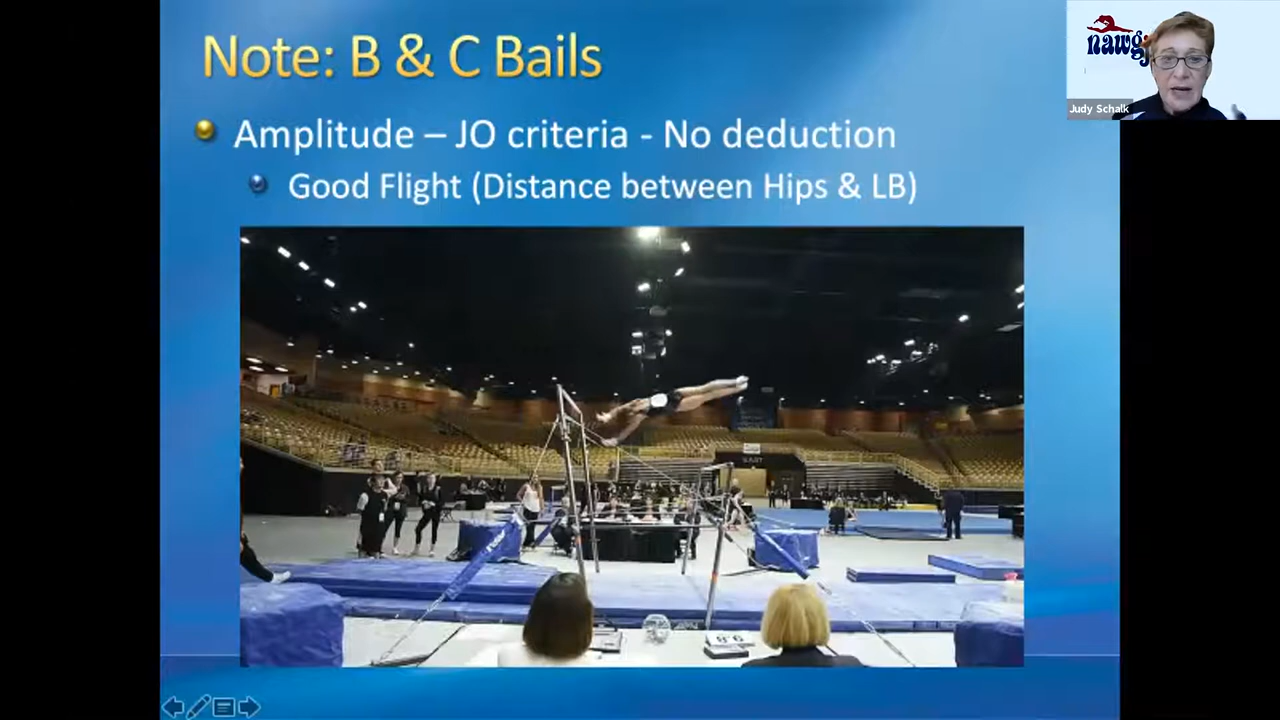 Note: B & C Bails
Amplitude – JO criteria - No deduction
Good Flight (Distance between Hips & LB)
nawgj
Judy Schalk